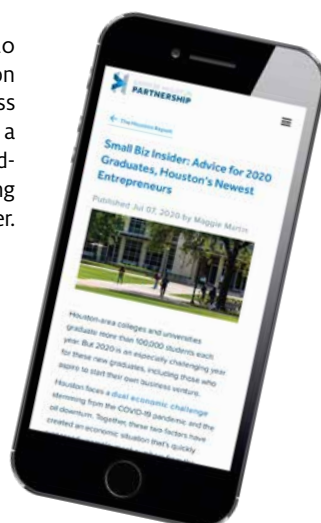 o
on
ss
a
d-
ng
er.
PARTNERSHIP
← The Houston Report
Small Biz Insider: Advice for 2020
Graduates, Houston's Newest
Entrepreneurs
Published Jul 07, 2020 by Maggie Martin
Houston-area colleges and universities
graduate more than 100,000 students each
year. But 2020 is an especially challenging year
for these new graduates, including those who
aspire to start their own business venture.
Houston faces a dual economic challenge
stemming from the COVID-19 pandemic and the
oil downturn. Together, these two factors have
created an economic situation that's quickly